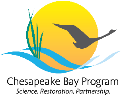 Chesapeake Bay Program
Science. Restoration. Partnership.